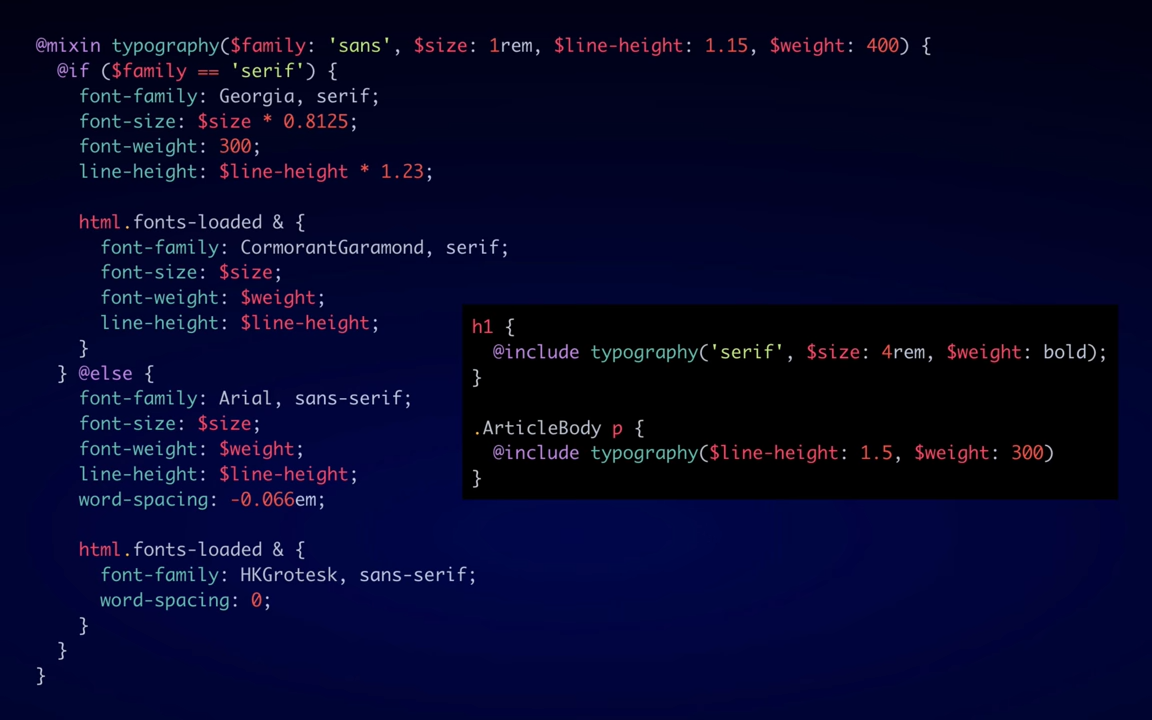 @mixin typography($family: 'sans', $size: 1rem, $line-height: 1.15, $weight: 400) {
  @if ($family == 'serif') {
    font-family: Georgia, serif;
    font-size: $size * 0.8125;
    font-weight: 300;
    line-height: $line-height * 1.23;

    html.fonts-loaded & {
      font-family: CormorantGaramond, serif;
      font-size: $size;
      font-weight: $weight;
      line-height: $line-height;
    }
  } @else {
    font-family: Arial, sans-serif;
    font-size: $size;
    font-weight: $weight;
    line-height: $line-height;
    word-spacing: -0.066em;

    html.fonts-loaded & {
      font-family: HKGrotesk, sans-serif;
      word-spacing: 0;
    }
  }
}
h1 {
  @include typography('serif', $size: 4rem, $weight: bold);
}

.ArticleBody p {
  @include typography($line-height: 1.5, $weight: 300)
}